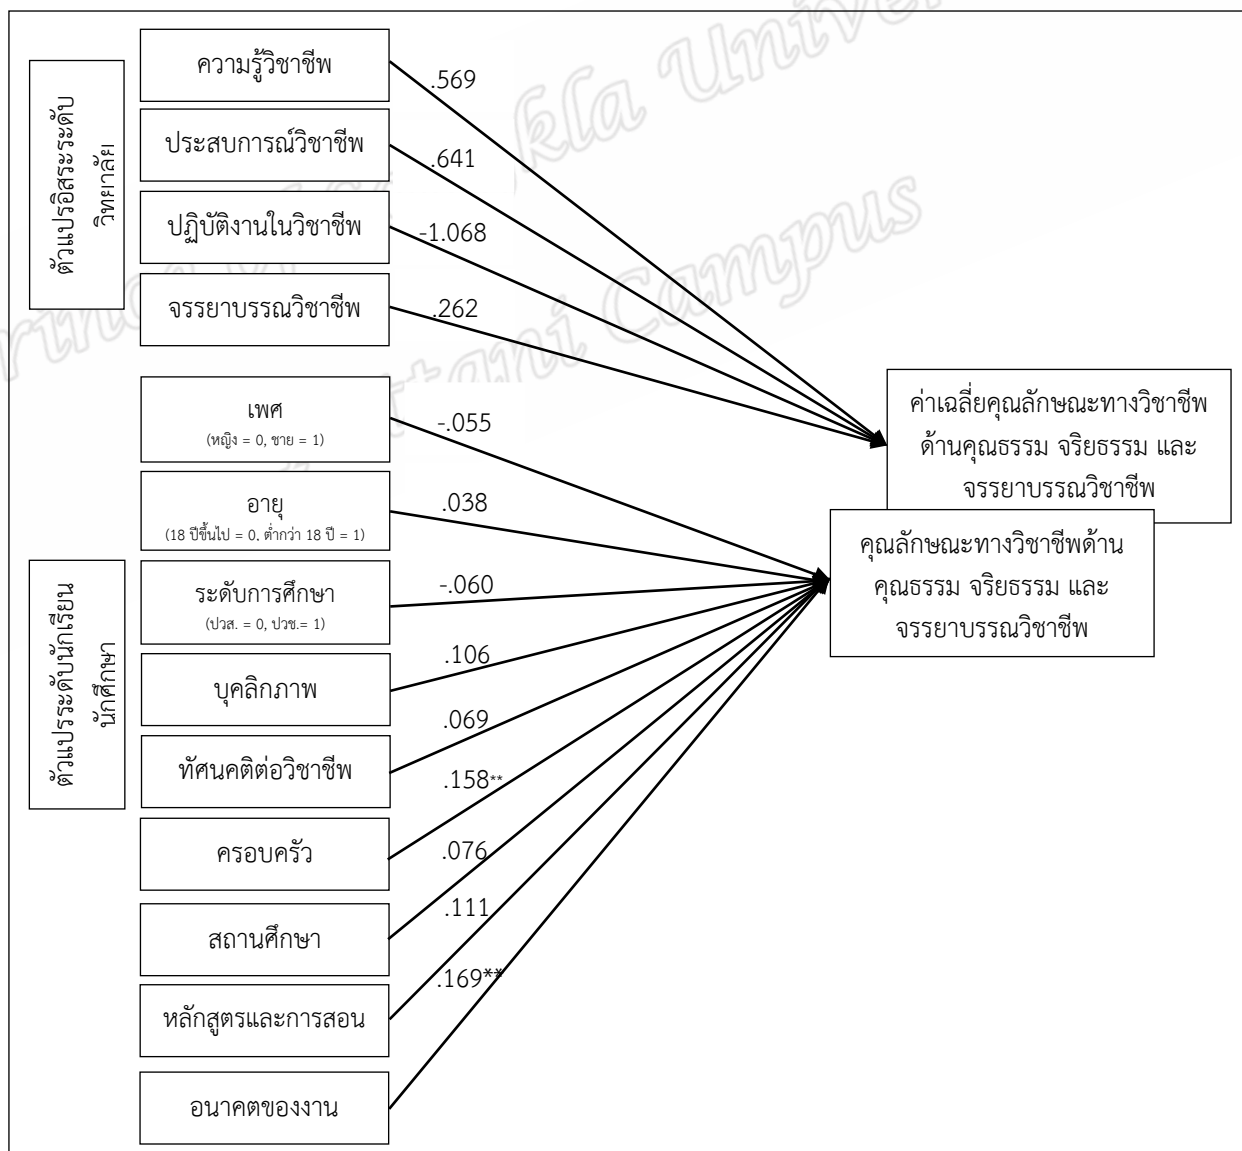 ตัวแปรอิสระระดับ
วิทยาลัย
ความรู้วิชาชีพ
.569
ประสบการณ์วิชาชีพ
.641
ปฏิบัติงานในวิชาชีพ
-1.068
จรรยาบรรณวิชาชีพ
.262
ค่าเฉลี่ยคุณลักษณะทางวิชาชีพ
ด้านคุณธรรม จริยธรรม และ
จรรยาบรรณวิชาชีพ
ตัวแปรระดับนักเรียน
นักศึกษา
เพศ
(หญิง = 0, ชาย = 1)
-.055
อายุ
(18 ปีขึ้นไป = 0, ต่ำกว่า 18 ปี = 1)
.038
ระดับการศึกษา
(ปวส. = 0, ปวช.= 1)
-.060
บุคลิกภาพ
.106
ทัศนคติต่อวิชาชีพ
.069
ครอบครัว
.158**
สถานศึกษา
.076
หลักสูตรและการสอน
.111
อนาคตของงาน
.169**
คุณลักษณะทางวิชาชีพด้าน
คุณธรรม จริยธรรม และ
จรรยาบรรณวิชาชีพ
Campus